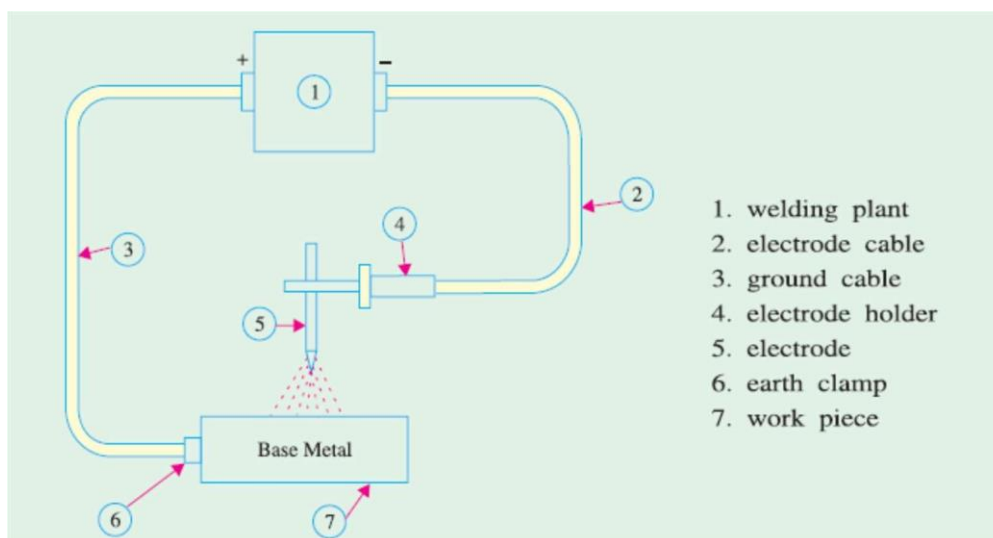 +
−
1
2
3
4
5
Base Metal
6
7
1. welding plant
2. electrode cable
3. ground cable
4. electrode holder
5. electrode
6. earth clamp
7. work piece